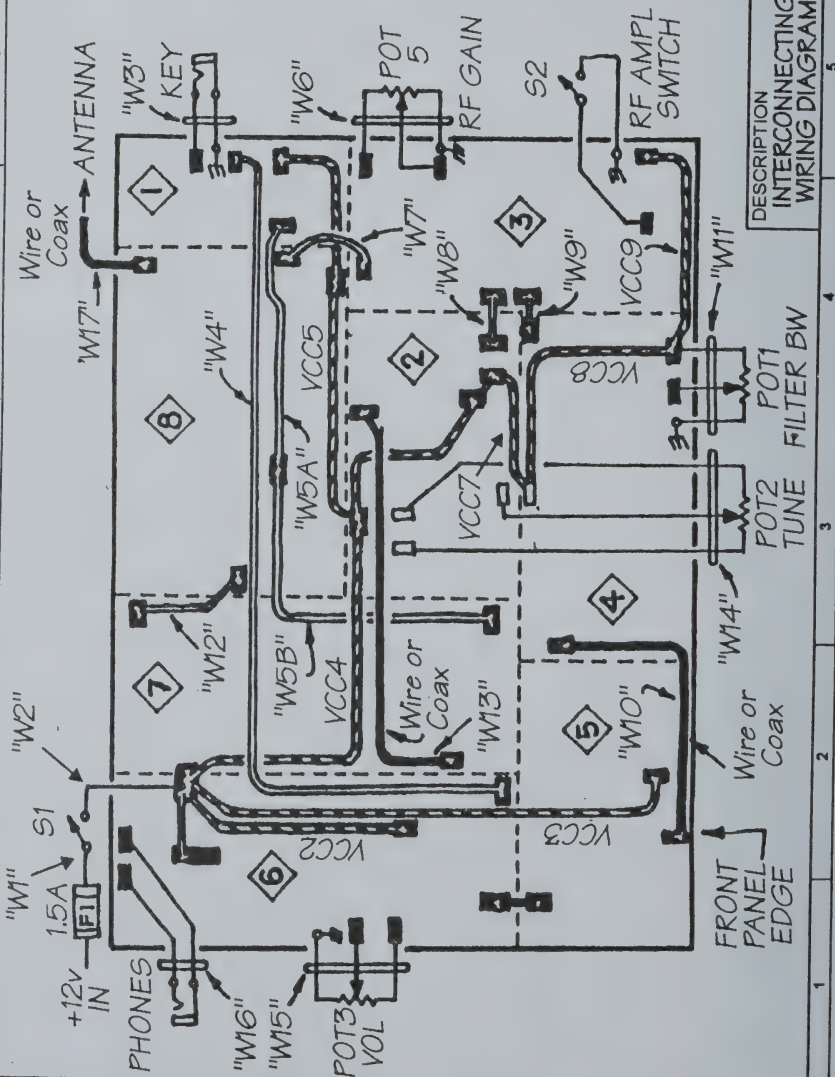 +12v
IN
1.5A
F1
"W1"
S1
"W2"
PHONES
"W16"
"W15"
POT3
VOL
6
VCC2
VCC3
7
"W12"
"W5B"
VCC4
Wire or
Coax
"W13"
5
"W10"
FRONT
PANEL
EDGE
Wire or
Coax
4
8
"W4"
"W5A"
VCC5
'W17"
Wire or
Coax
ANTENNA
1
"W3"
KEY
"W6"
POT
5
RF GAIN
"W7"
"W8"
"W9"
2
3
VCC7
VCC8
VCC9
"W11"
S2
RF AMPL
SWITCH
"W14"
POT2
TUNE
POT1
FILTER BW
DESCRIPTION
INTERCONNECTING
WIRING DIAGRAM
1
2
3
4
5